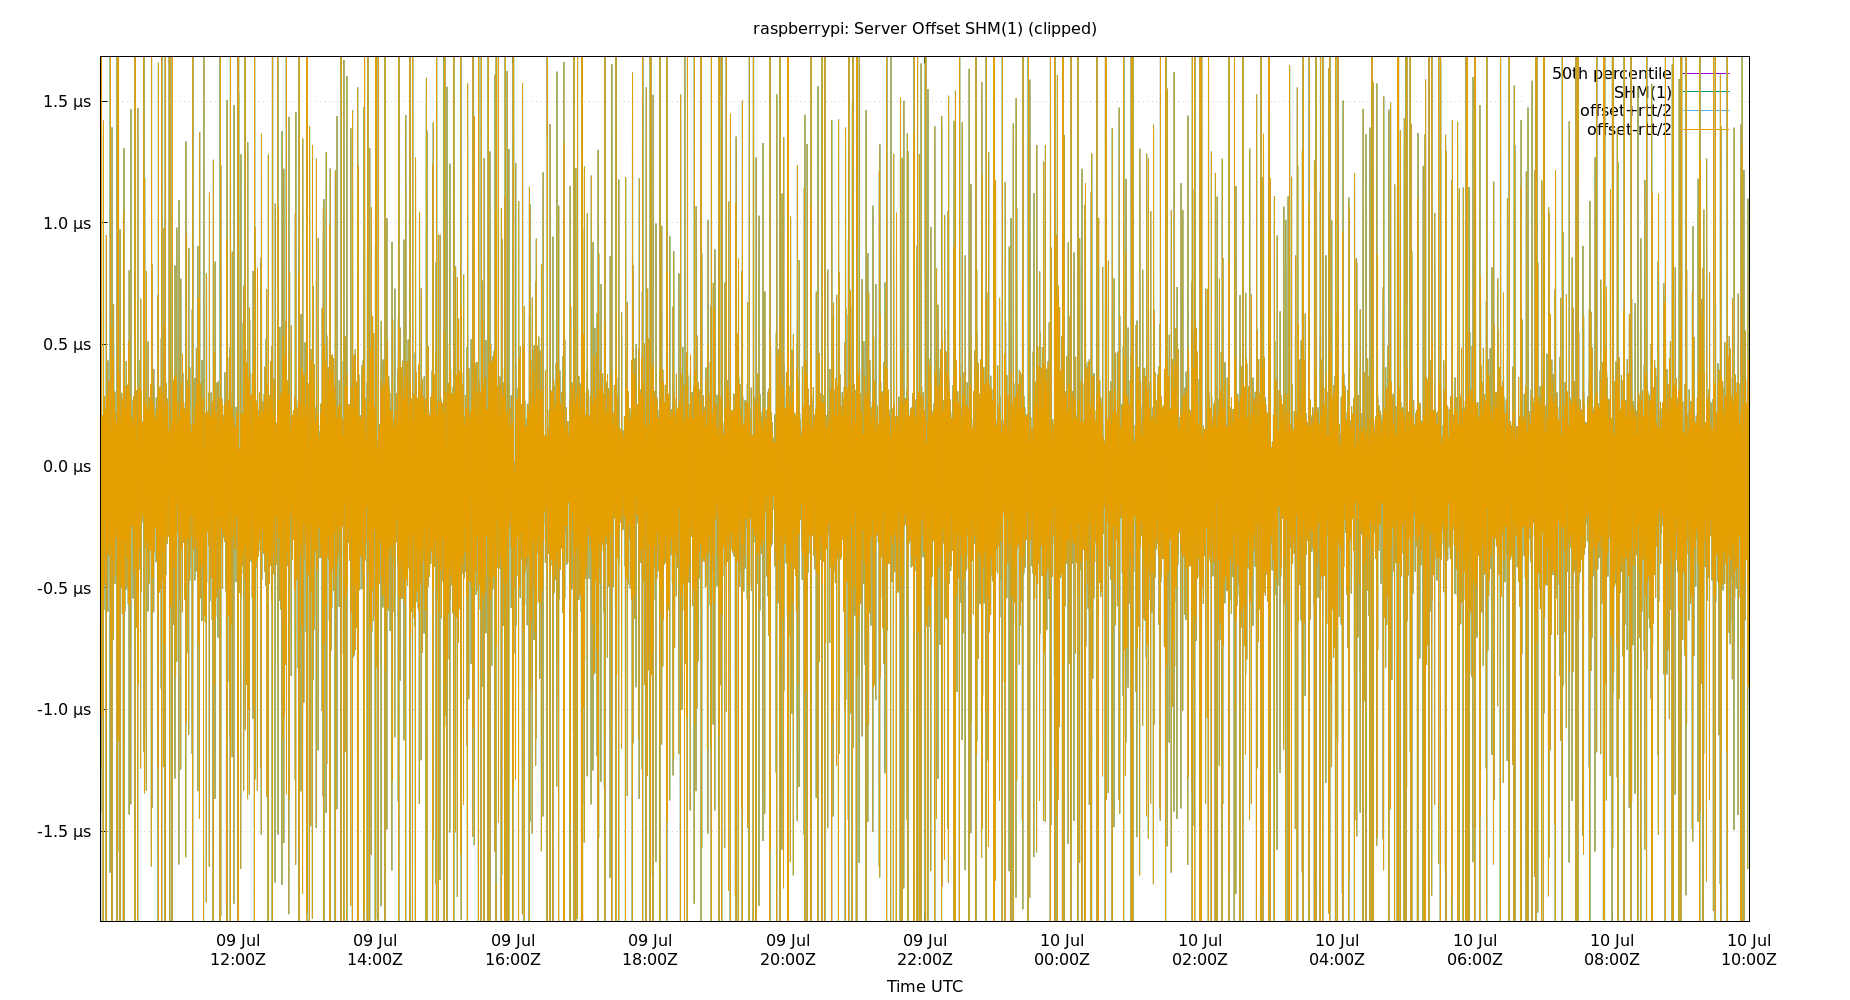 raspberrypi: Server Offset SHM(1) (clipped)
50th percentile
SHM(1)
offset+rtt/2
offset-rtt/2
1.5 µs
1.0 µs
0.5 µs
0.0 µs
-0.5 µs
-1.0 µs
-1.5 µs
09 Jul 09 Jul 09 Jul 09 Jul 09 Jul 09 Jul 10 Jul 10 Jul 10 Jul 10 Jul 10 Jul 10 Jul
12:00Z 14:00Z 16:00Z 18:00Z 20:00Z 22:00Z 00:00Z 02:00Z 04:00Z 06:00Z 08:00Z 10:00Z
Time UTC